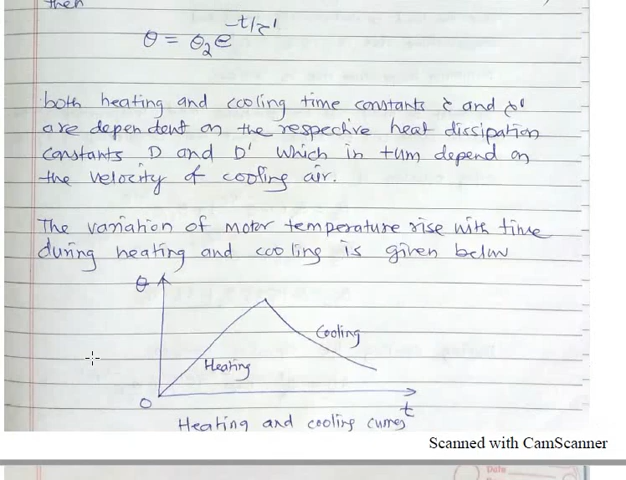 then
θ = θ₂e^-t/τ'
both heating and cooling time constants τ and τ'
are dependent on the respective heat dissipation
constants D and D' which in turn depend on
the velocity of cooling air.
The variation of motor temperature rise with time
during heating and cooling is given below
θ
Cooling
Heating
O
t
Heating and cooling curves
Scanned with CamScanner
Date